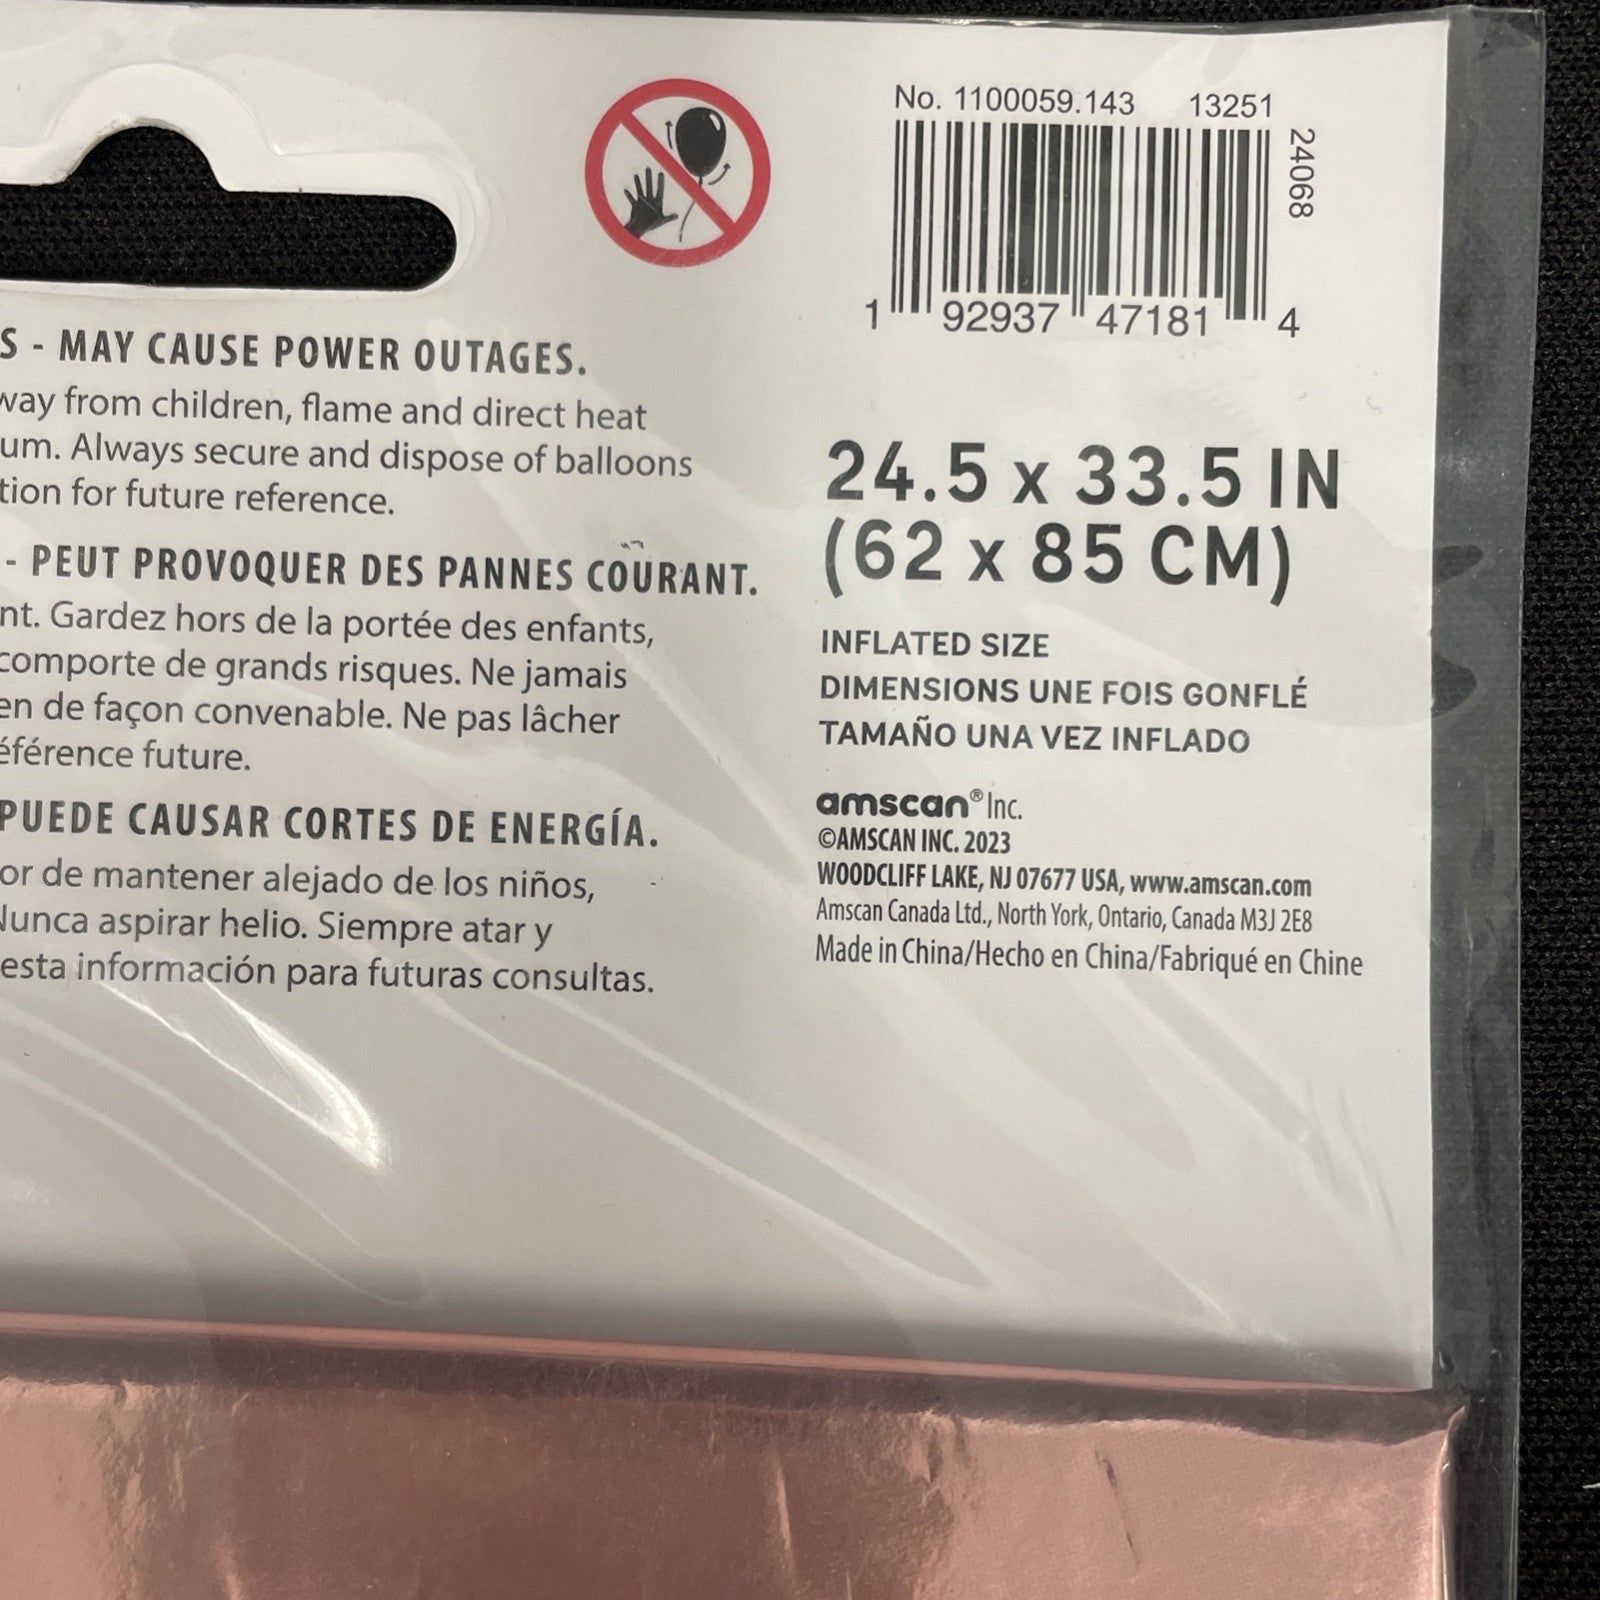 No. 1100059.143 13251
24068
1 92937 47181 4
S - MAY CAUSE POWER OUTAGES.
way from children, flame and direct heat
um. Always secure and dispose of balloons
tion for future reference.
- PEUT PROVOQUER DES PANNES COURANT.
nt. Gardez hors de la portée des enfants,
comporte de grands risques. Ne jamais
en de façon convenable. Ne pas lâcher
éférence future.
PUEDE CAUSAR CORTES DE ENERGÍA.
or de mantener alejado de los niños,
Nunca aspirar helio. Siempre atar y
esta información para futuras consultas.
24.5 x 33.5 IN
(62 x 85 CM)
INFLATED SIZE
DIMENSIONS UNE FOIS GONFLÉ
TAMAÑO UNA VEZ INFLADO
amscan® Inc.
©AMSCAN INC. 2023
WOODCLIFF LAKE, NJ 07677 USA, www.amscan.com
Amscan Canada Ltd., North York, Ontario, Canada M3J 2E8
Made in China/Hecho en China/Fabriqué en Chine